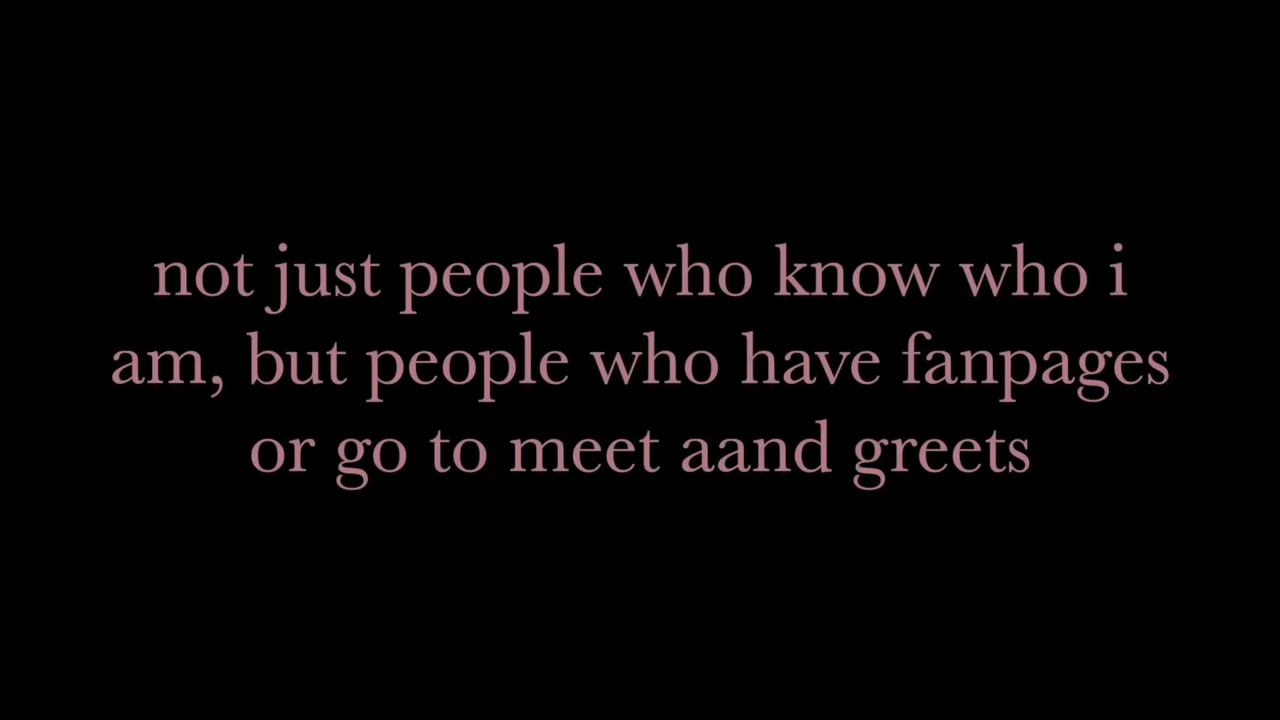 not just people who know who i
am, but people who have fanpages
or go to meet aand greets